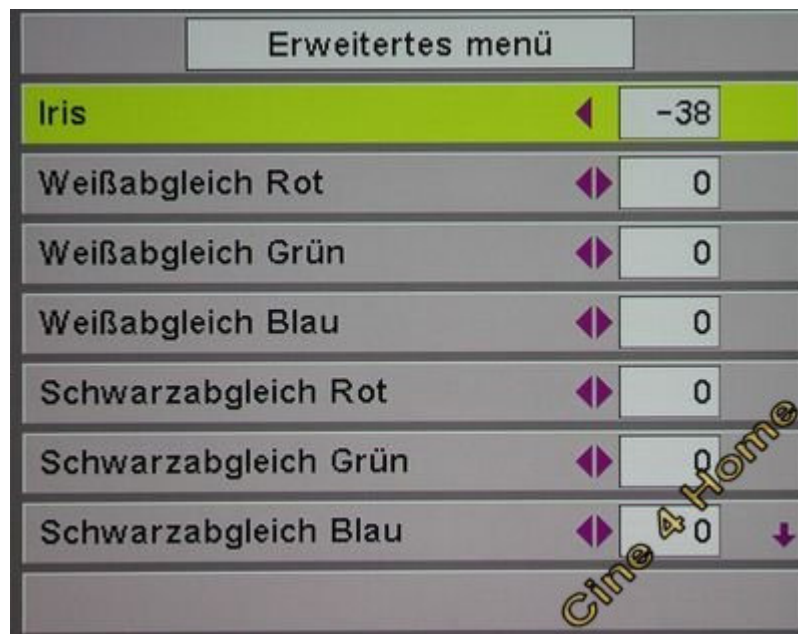 Erweitertes menü
Iris -38
Weißabgleich Rot 0
Weißabgleich Grün 0
Weißabgleich Blau 0
Schwarzabgleich Rot 0
Schwarzabgleich Grün 0
Schwarzabgleich Blau 0
Cine 4 Home